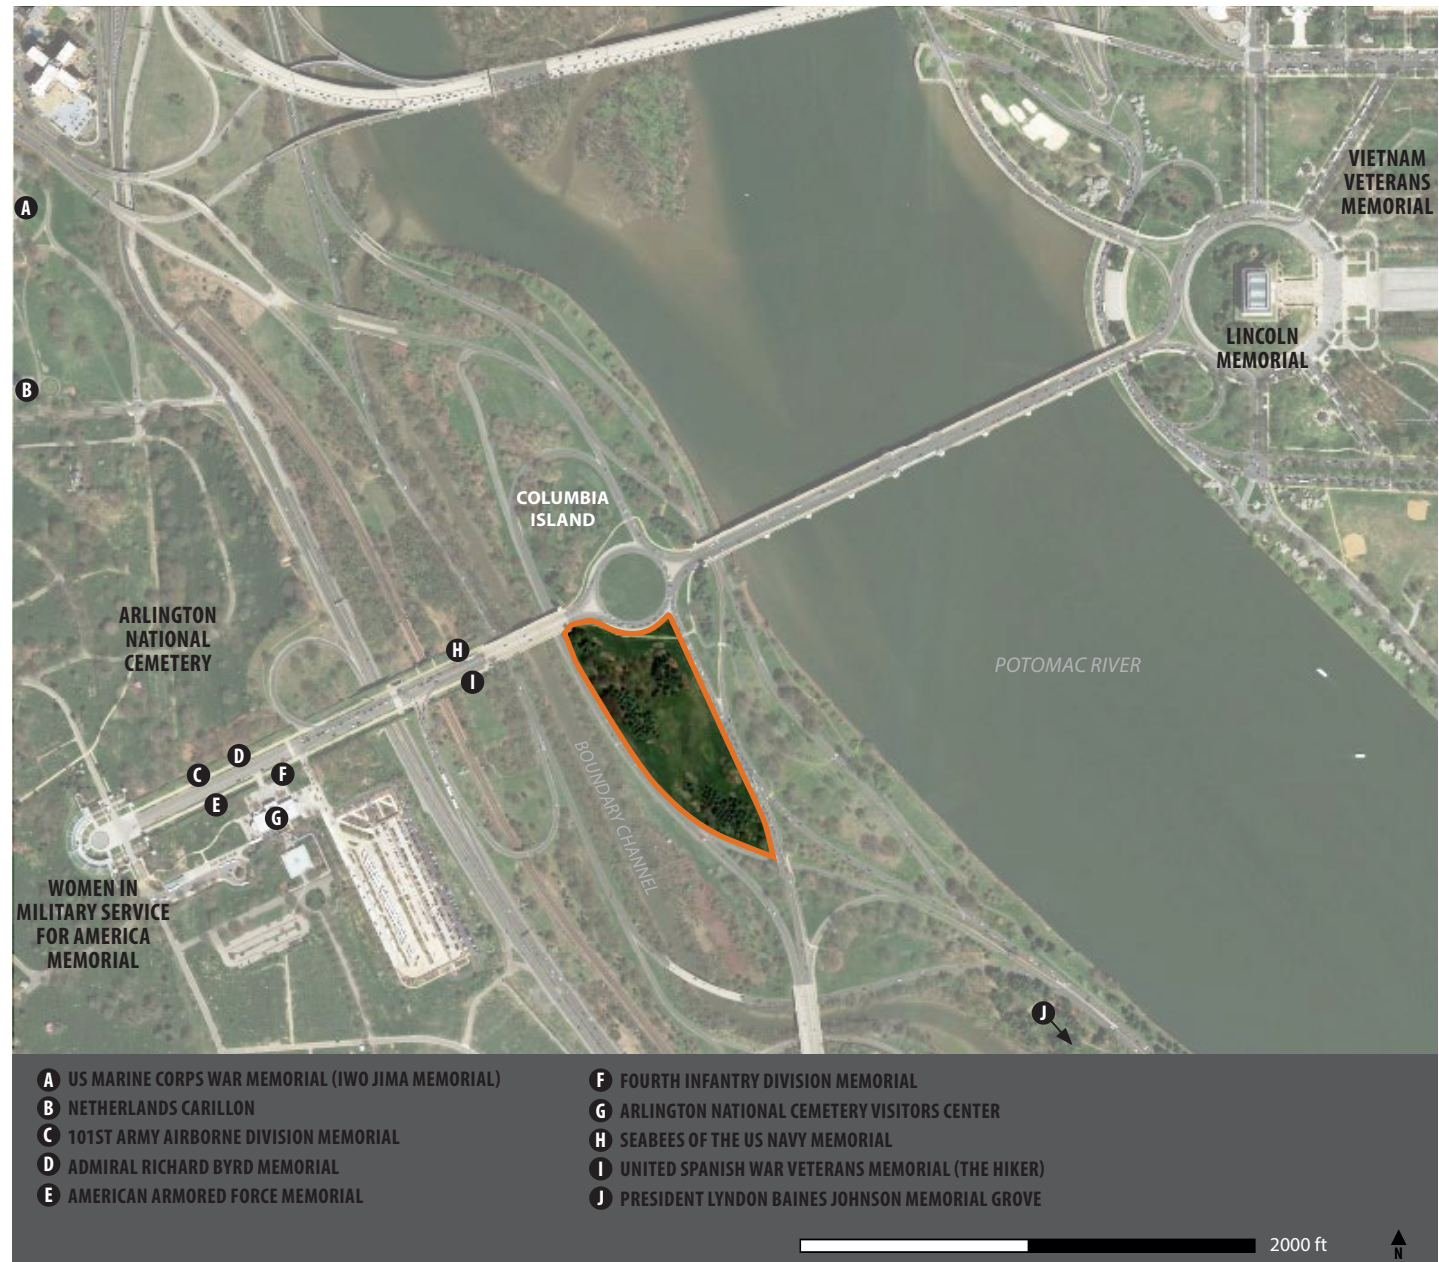 A
VIETNAM
VETERANS
MEMORIAL
LINCOLN
MEMORIAL
B
COLUMBIA
ISLAND
ARLINGTON
NATIONAL
CEMETERY
H
I
POTOMAC RIVER
D
C
F
E
G
BOUNDARY CHANNEL
WOMEN IN
MILITARY SERVICE
FOR AMERICA
MEMORIAL
J
A US MARINE CORPS WAR MEMORIAL (IWO JIMA MEMORIAL)
B NETHERLANDS CARILLON
C 101ST ARMY AIRBORNE DIVISION MEMORIAL
D ADMIRAL RICHARD BYRD MEMORIAL
E AMERICAN ARMORED FORCE MEMORIAL
F FOURTH INFANTRY DIVISION MEMORIAL
G ARLINGTON NATIONAL CEMETERY VISITORS CENTER
H SEABEES OF THE US NAVY MEMORIAL
I UNITED SPANISH WAR VETERANS MEMORIAL (THE HIKER)
J PRESIDENT LYNDON BAINES JOHNSON MEMORIAL GROVE
2000 ft
N